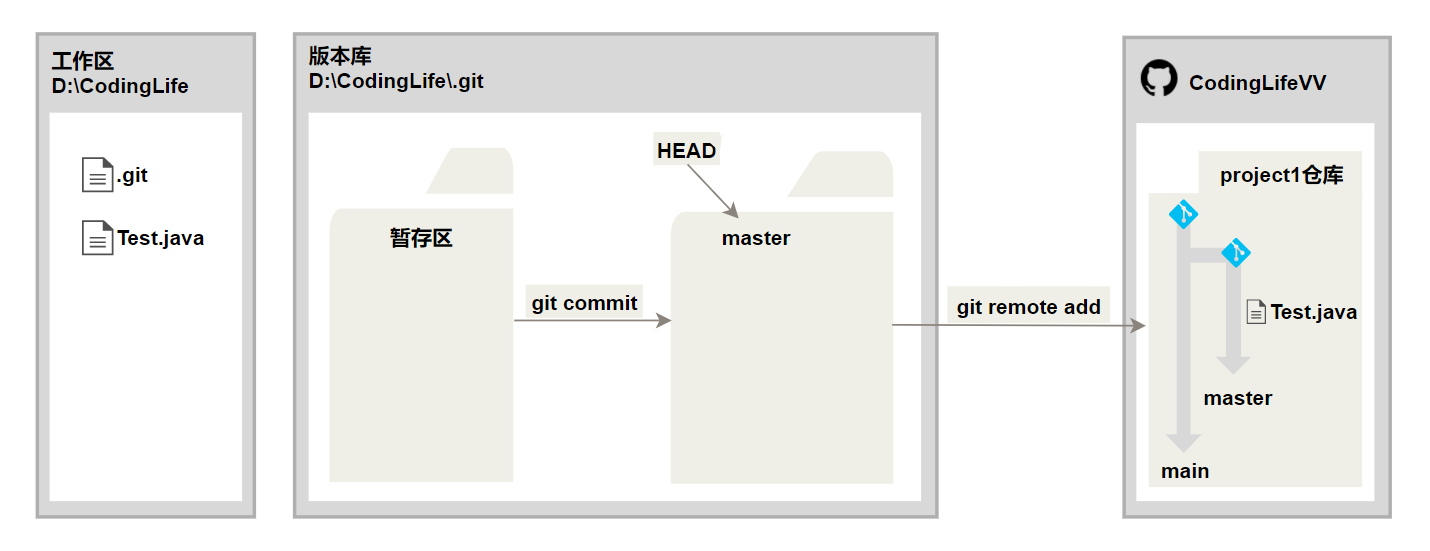 工作区
D:\CodingLife
.git
Test.java
版本库
D:\CodingLife\.git
HEAD
暂存区
master
git commit
git remote add
CodingLifeVV
project1仓库
Test.java
master
main